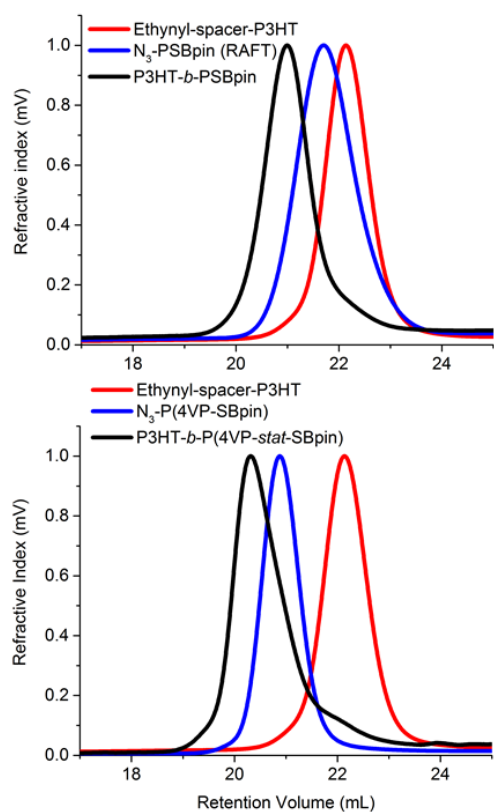 Ethynyl-spacer-P3HT
N₃-PSBpin (RAFT)
P3HT-b-PSBpin
Refractive index (mV)
1.0
0.8
0.6
0.4
0.2
0.0
18 20 22 24
Ethynyl-spacer-P3HT
N₃-P(4VP-SBpin)
P3HT-b-P(4VP-stat-SBpin)
Refractive Index (mV)
1.0
0.8
0.6
0.4
0.2
0.0
18 20 22 24
Retention Volume (mL)